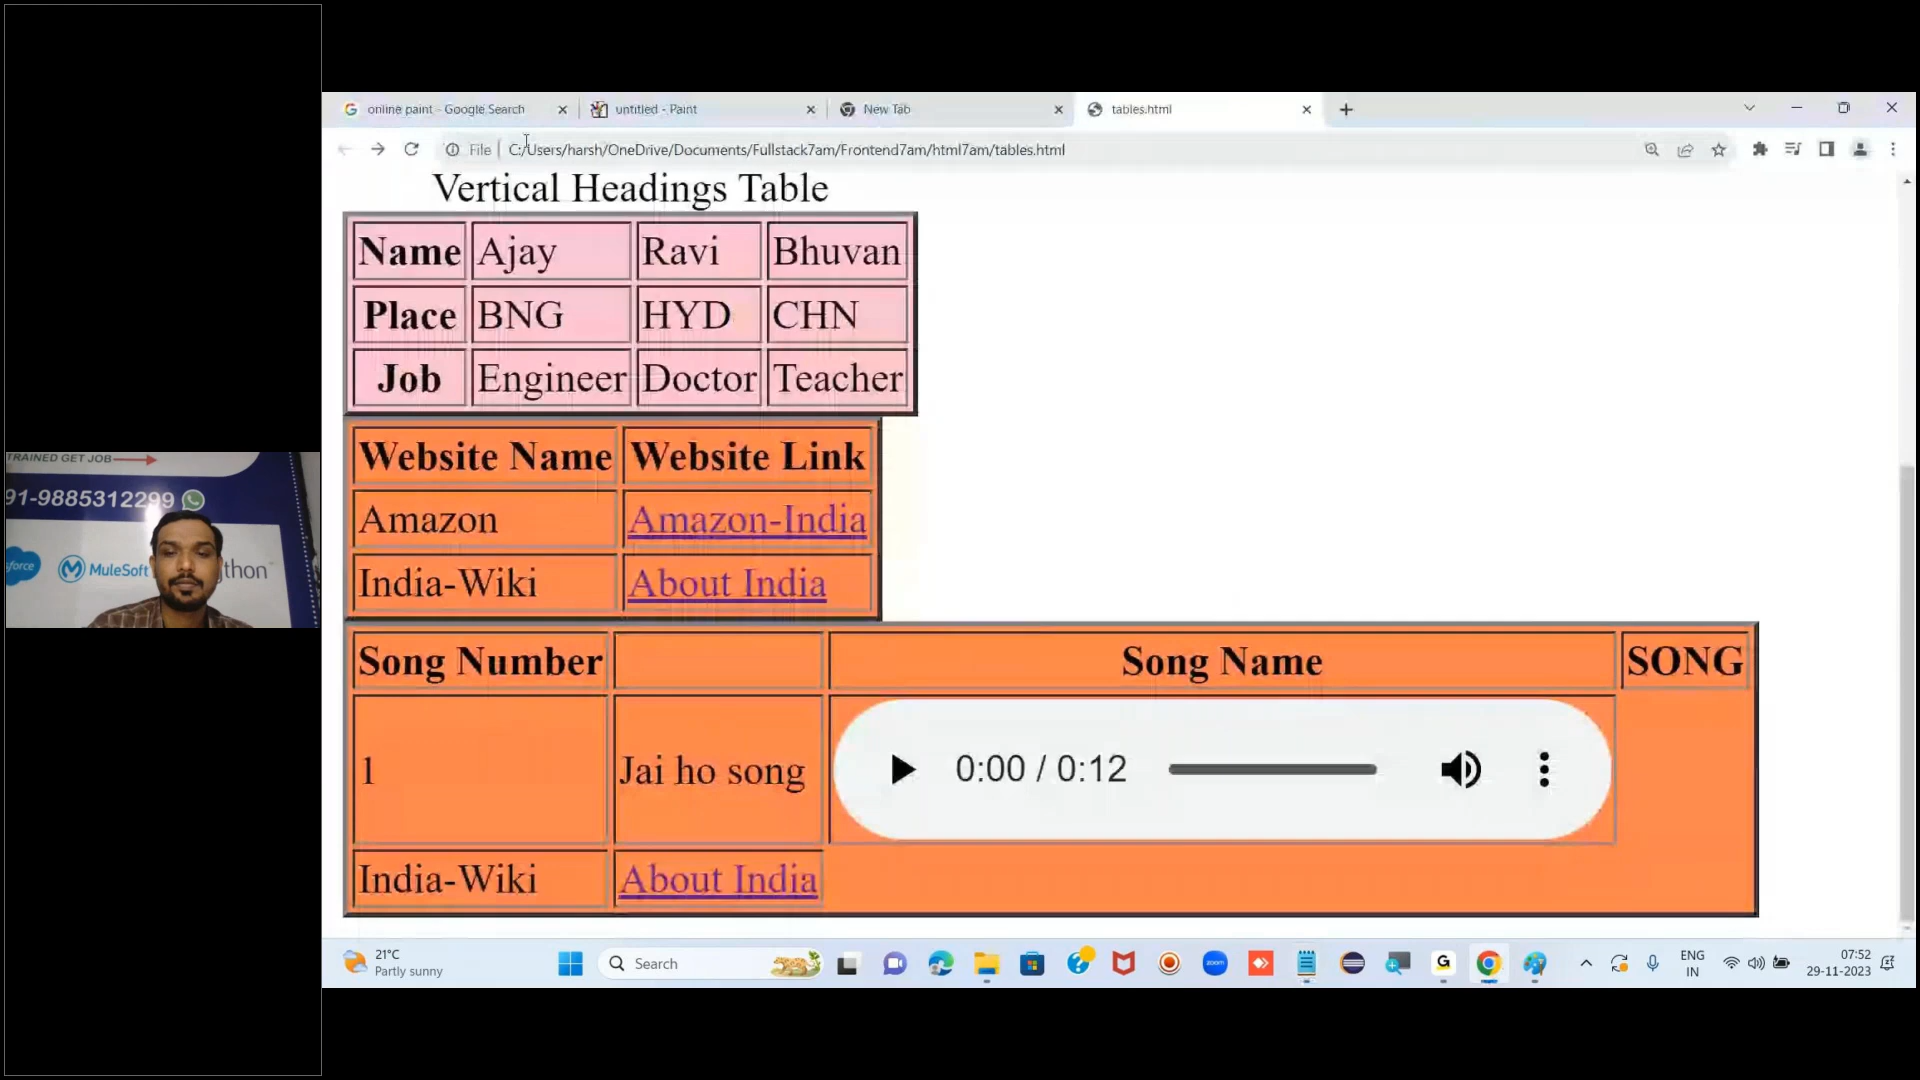 online paint - Google Search
untitled - Paint
New Tab
tables.html
File
C:/Users/harsh/OneDrive/Documents/Fullstack7am/Frontend7am/html7am/tables.html
Vertical Headings Table
Name Ajay Ravi Bhuvan
Place BNG HYD CHN
Job Engineer Doctor Teacher
Website Name Website Link
Amazon Amazon-India
India-Wiki About India
Song Number Song Name SONG
1 Jai ho song 0:00 / 0:12
India-Wiki About India
TRAINED GET JOB
91-9885312299
force MuleSoft thon
21°C
Partly sunny
Search
zoom
G
ENG
IN
07:52
29-11-2023